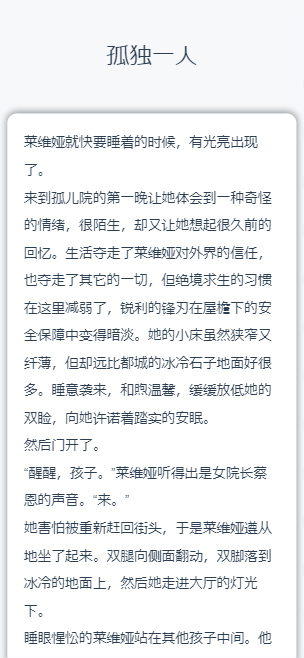 孤独一人
莱维娅就快要睡着的时候，有光亮出现
了。
来到孤儿院的第一晚让她体会到一种奇怪
的情绪，很陌生，却又让她想起很久前的
回忆。生活夺走了莱维娅对外界的信任，
也夺走了其它的一切，但绝境求生的习惯
在这里减弱了，锐利的锋刃在屋檐下的安
全保障中变得暗淡。她的小床虽然狭窄又
纤薄，但却远比都城的冰冷石子地面好很
多。睡意袭来，和煦温馨，缓缓放低她的
双睑，向她许诺着踏实的安眠。
然后门开了。
“醒醒，孩子。”莱维娅听得出是女院长蔡
恩的声音。“来。”
她害怕被重新赶回街头，于是莱维娅遵从
地坐了起来。双腿向侧面翻动，双脚落到
冰冷的地面上，然后她走进大厅的灯光
下。
睡眼惺忪的莱维娅站在其他孩子中间。他